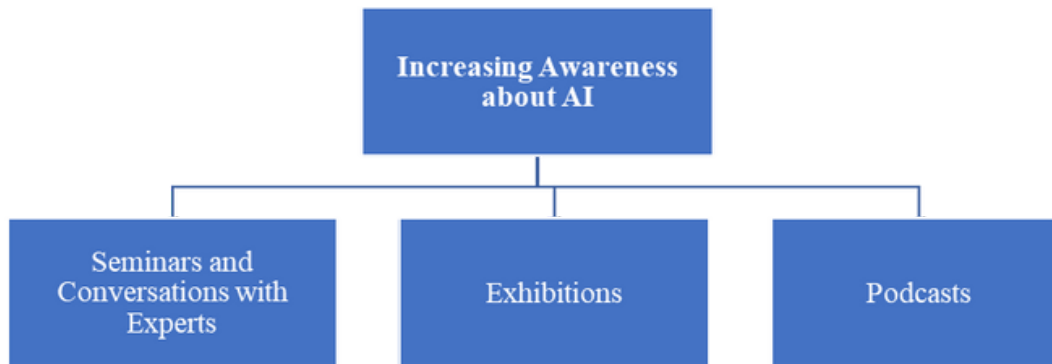 Increasing Awareness
about AI
Seminars and
Conversations with
Experts
Exhibitions
Podcasts